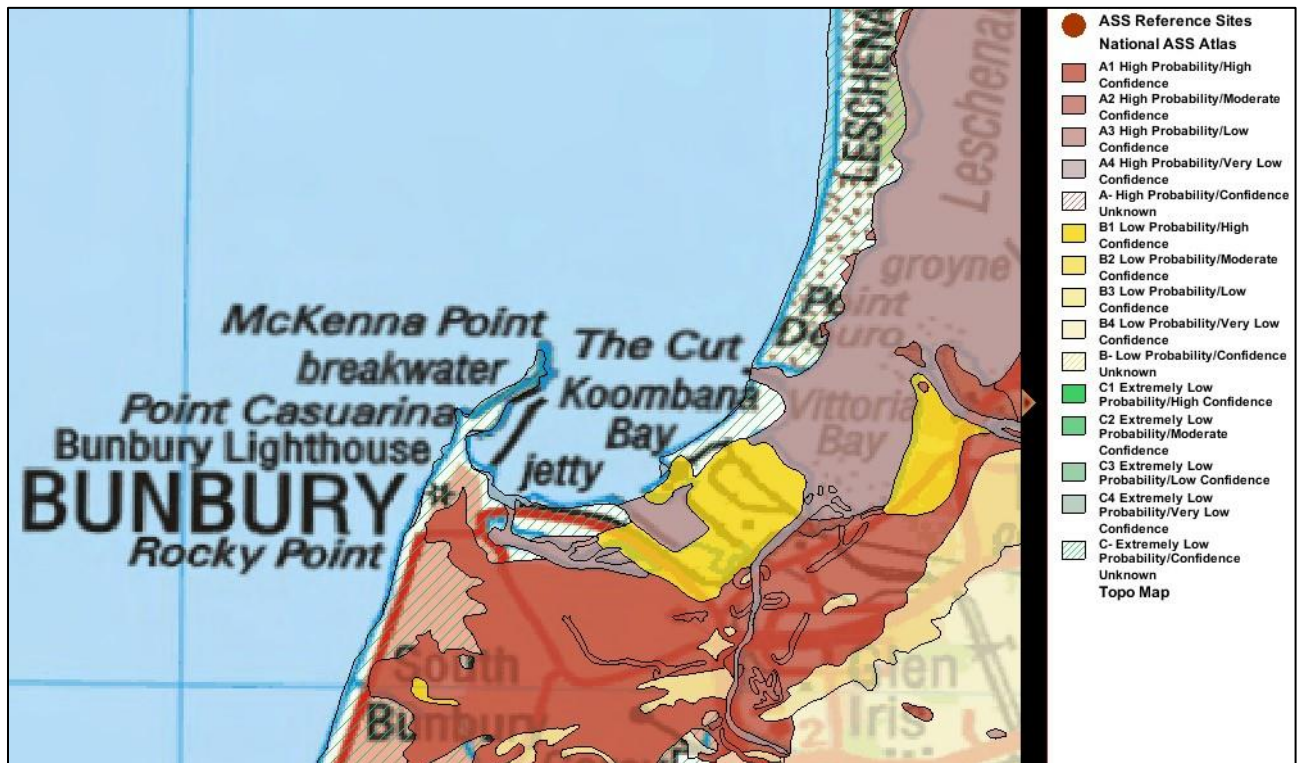 LESCHENA
Leschena
groyne
Point
Douro
McKenna Point
breakwater
The Cut
Koombana
Bay
Vittoria
Bay
Point Casuarina
Bunbury Lighthouse
jetty
BUNBURY
Rocky Point
South
Bunbury
Glen
Iris
2
ASS Reference Sites
National ASS Atlas
A1 High Probability/High
Confidence
A2 High Probability/Moderate
Confidence
A3 High Probability/Low
Confidence
A4 High Probability/Very Low
Confidence
A- High Probability/Confidence
Unknown
B1 Low Probability/High
Confidence
B2 Low Probability/Moderate
Confidence
B3 Low Probability/Low
Confidence
B4 Low Probability/Very Low
Confidence
B- Low Probability/Confidence
Unknown
C1 Extremely Low
Probability/High Confidence
C2 Extremely Low
Probability/Moderate
Confidence
C3 Extremely Low
Probability/Low Confidence
C4 Extremely Low
Probability/Very Low
Confidence
C- Extremely Low
Probability/Confidence
Unknown
Topo Map